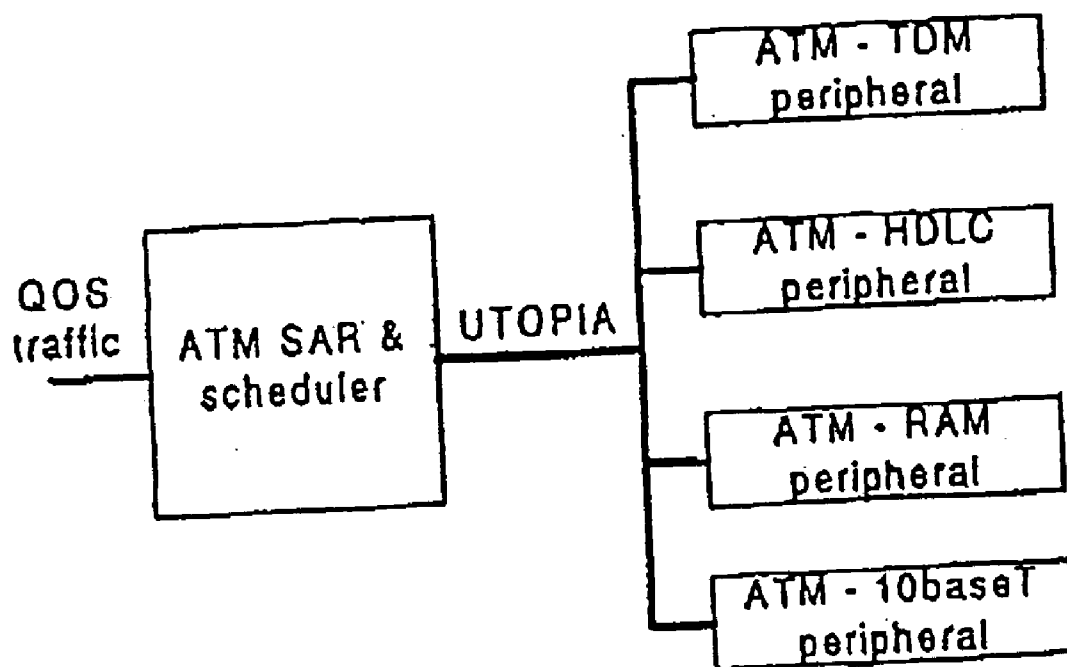 ATM - TDM
peripheral
ATM - HDLC
peripheral
QOS
traffic
ATM SAR &
scheduler
UTOPIA
ATM - RAM
peripheral
ATM - 10baseT
peripheral